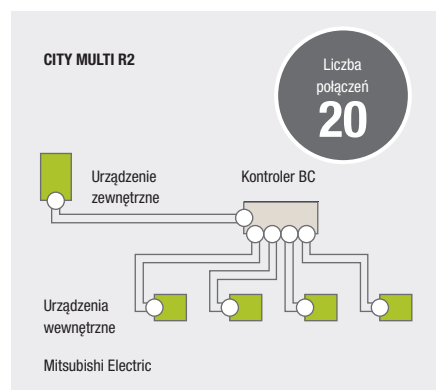 CITY MULTI R2
Liczba
połączeń
20
Urządzenie
zewnętrzne
Kontroler BC
Urządzenia
wewnętrzne
Mitsubishi Electric